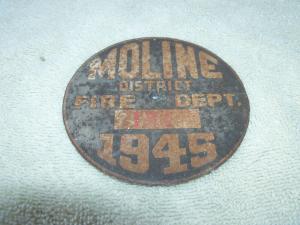 MOLINE
DISTRICT
FIRE DEPT.
1945